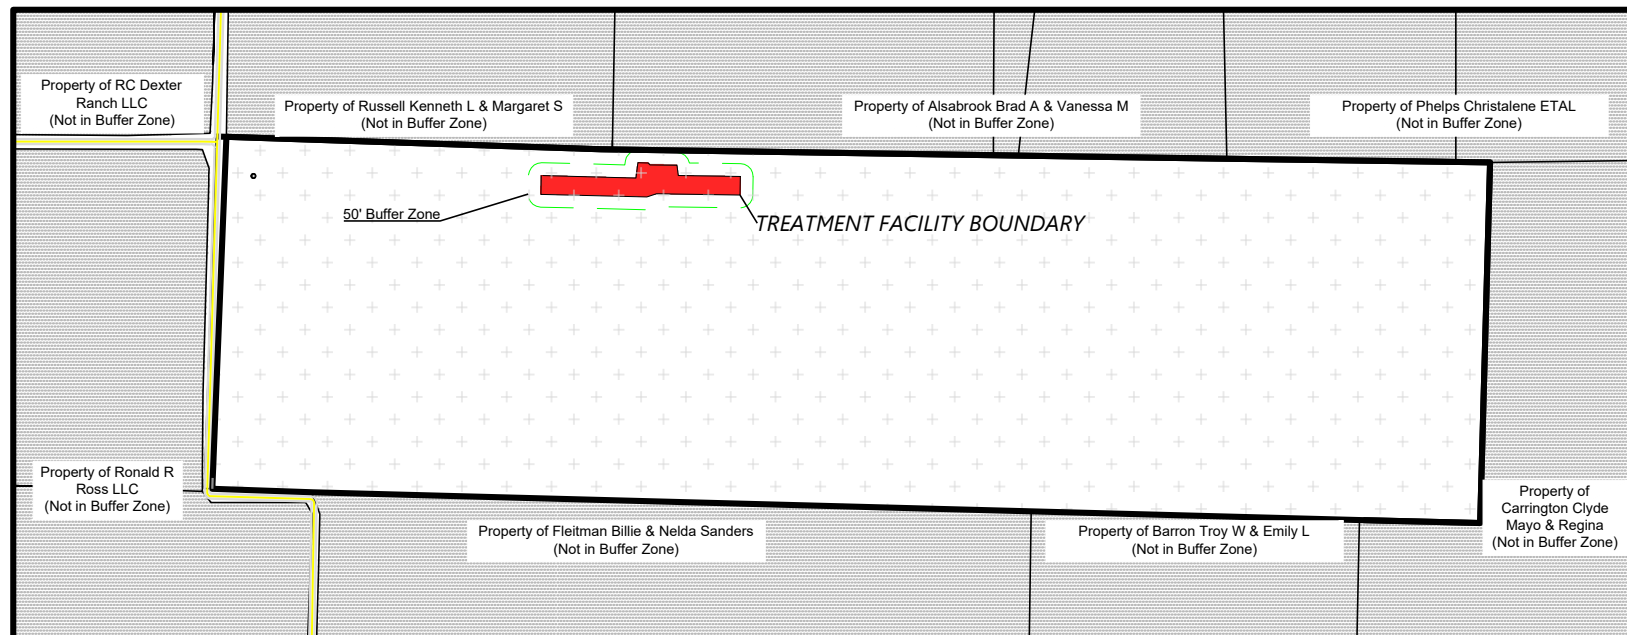 Property of RC Dexter
Ranch LLC
(Not in Buffer Zone)
Property of Russell Kenneth L & Margaret S
(Not in Buffer Zone)
Property of Alsabrook Brad A & Vanessa M
(Not in Buffer Zone)
Property of Phelps Christalene ETAL
(Not in Buffer Zone)
50' Buffer Zone
TREATMENT FACILITY BOUNDARY
Property of Ronald R
Ross LLC
(Not in Buffer Zone)
Property of Fleitman Billie & Nelda Sanders
(Not in Buffer Zone)
Property of Barron Troy W & Emily L
(Not in Buffer Zone)
Property of
Carrington Clyde
Mayo & Regina
(Not in Buffer Zone)